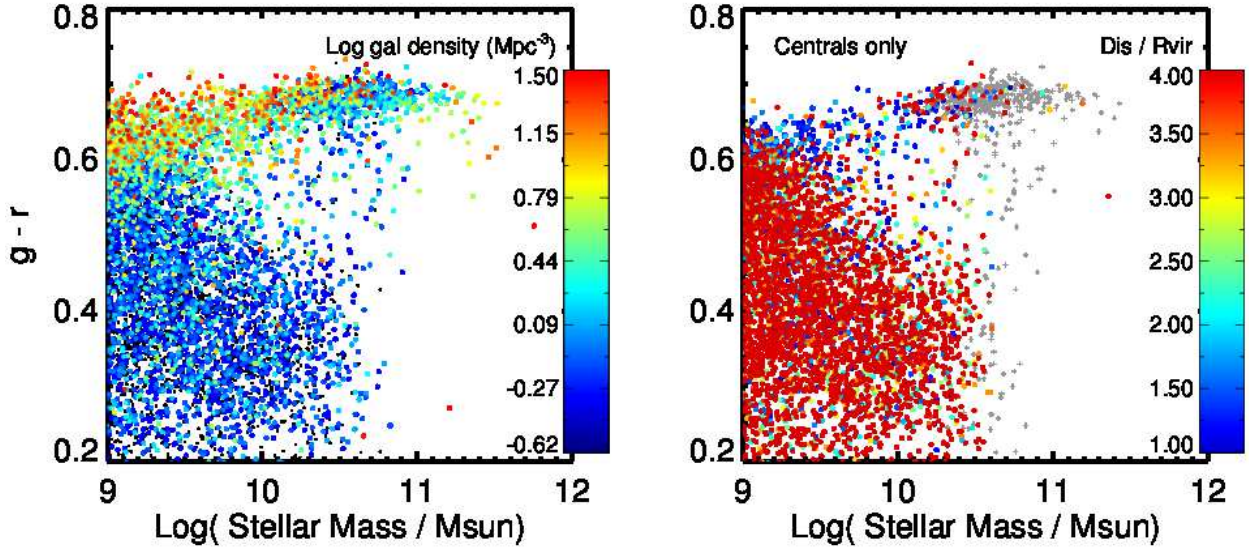 0.8
0.6
0.4
0.2
g - r
Log gal density (Mpc⁻³)
1.50
1.15
0.79
0.44
0.09
-0.27
-0.62
9 10 11 12
Log( Stellar Mass / Msun)
0.8
0.6
0.4
0.2
Centrals only
Dis / Rvir
4.00
3.50
3.00
2.50
2.00
1.50
1.00
9 10 11 12
Log( Stellar Mass / Msun)